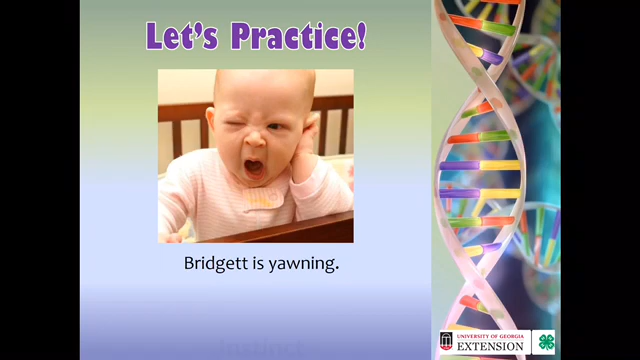 Let's Practice!
Bridgett is yawning.
UNIVERSITY OF GEORGIA
EXTENSION